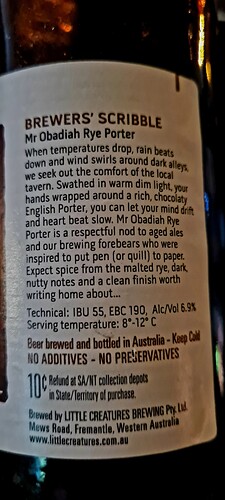 BREWERS' SCRIBBLE
Mr Obadiah Rye Porter
When temperatures drop, rain beats
down and wind swirls around dark alleys,
we seek out the comfort of the local
tavern. Swathed in warm dim light, your
hands wrapped around a rich, chocolaty
English Porter, you can let your mind drift
and heart beat slow. Mr Obadiah Rye
Porter is a respectful nod to aged ales
and our brewing forebears who were
inspired to put pen (or quill) to paper.
Expect spice from the malted rye, dark,
nutty notes and a clean finish worth
writing home about...
Technical: IBU 55, EBC 190, Alc/Vol 6.9%
Serving temperature: 8°-12° C
Beer brewed and bottled in Australia - Keep Cold
NO ADDITIVES - NO PRESERVATIVES
10¢ Refund at SA/NT collection depots
in State/Territory of purchase.
Brewed by LITTLE CREATURES BREWING Pty. Ltd.
Mews Road, Fremantle, Western Australia
www.littlecreatures.com.au